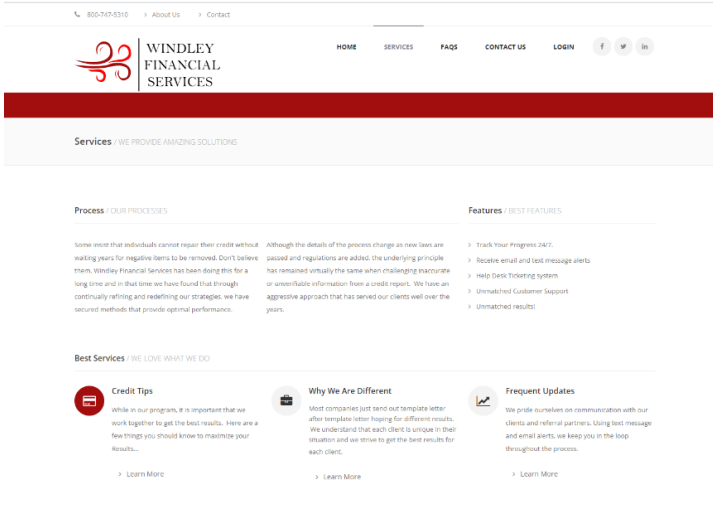 800-747-5310 > About Us > Contact
WINDLEY
FINANCIAL
SERVICES
HOME SERVICES FAQS CONTACT US LOGIN f in
Services / WE PROVIDE AMAZING SOLUTIONS
Process / OUR PROCESSES
Some insist that individuals cannot repair their credit without
waiting years for negative items to be removed. Don't believe
them. Windley Financial Services has been doing this for a
long time and in that time we have found that through
continually refining and redefining our strategies, we have
secured methods that provide optimal performance.
Although the details of the process change as new laws are
passed and regulations are added, the underlying principle
has remained virtually the same when challenging inaccurate
or unverifiable information from a credit report. We have an
aggressive approach that has served our clients well over the
years.
Features / BEST FEATURES
> Track Your Progress 24/7.
> Receive email and text message alerts
> Help Desk Ticketing system
> Unmatched Customer Support
> Unmatched results!
Best Services / WE LOVE WHAT WE DO
Credit Tips
While in our program, it is important that we
work together to get the best results. Here are a
few things you should know to maximize your
Results...
> Learn More
Why We Are Different
Most companies just send out template letter
after template letter hoping for different results.
We understand that each client is unique in their
situation and we strive to get the best results for
each client.
> Learn More
Frequent Updates
We pride ourselves on communication with our
clients and referral partners. Using text message
and email alerts, we keep you in the loop
throughout the process.
> Learn More